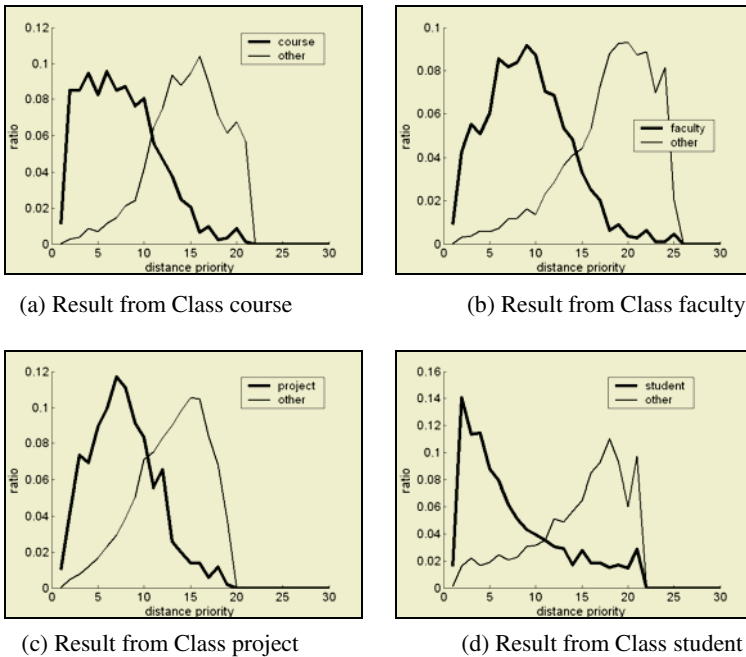 0.12
0.1
0.08
0.06
0.04
0.02
0
0 5 10 15 20 25 30
ratio
distance priority
course
other
(a) Result from Class course
0.1
0.08
0.06
0.04
0.02
0
0 5 10 15 20 25 30
ratio
distance priority
faculty
other
(b) Result from Class faculty
0.12
0.1
0.08
0.06
0.04
0.02
0
0 5 10 15 20 25 30
ratio
distance priority
project
other
(c) Result from Class project
0.16
0.14
0.12
0.1
0.08
0.06
0.04
0.02
0
0 5 10 15 20 25 30
ratio
distance priority
student
other
(d) Result from Class student